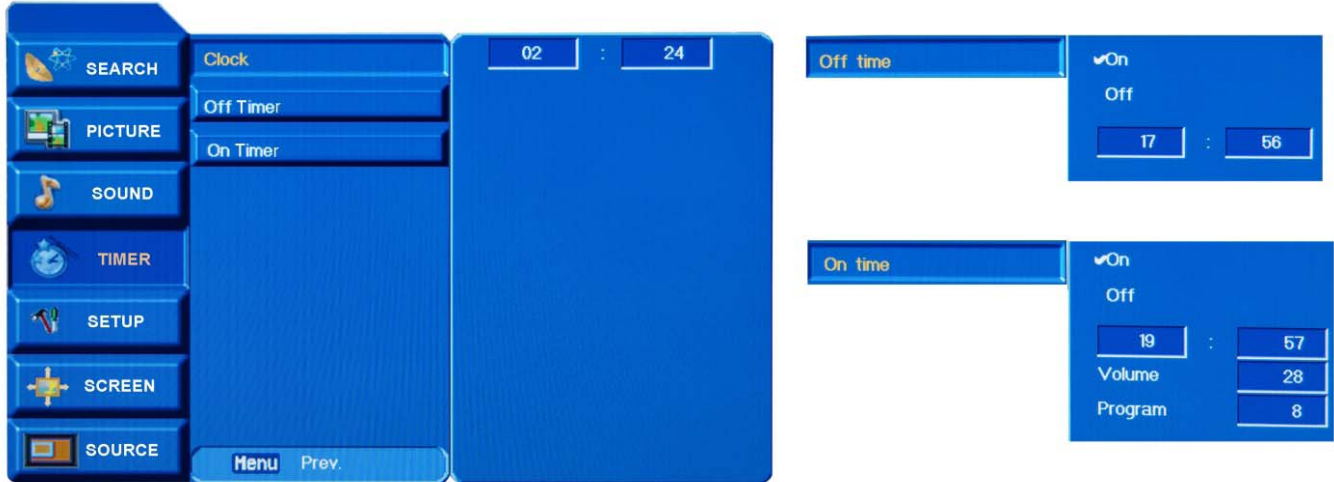 SEARCH
PICTURE
SOUND
TIMER
SETUP
SCREEN
SOURCE
Clock
Off Timer
On Timer
Menu Prev.
02 : 24
Off time
On
Off
17 : 56
On time
On
Off
19 : 57
Volume 28
Program 8